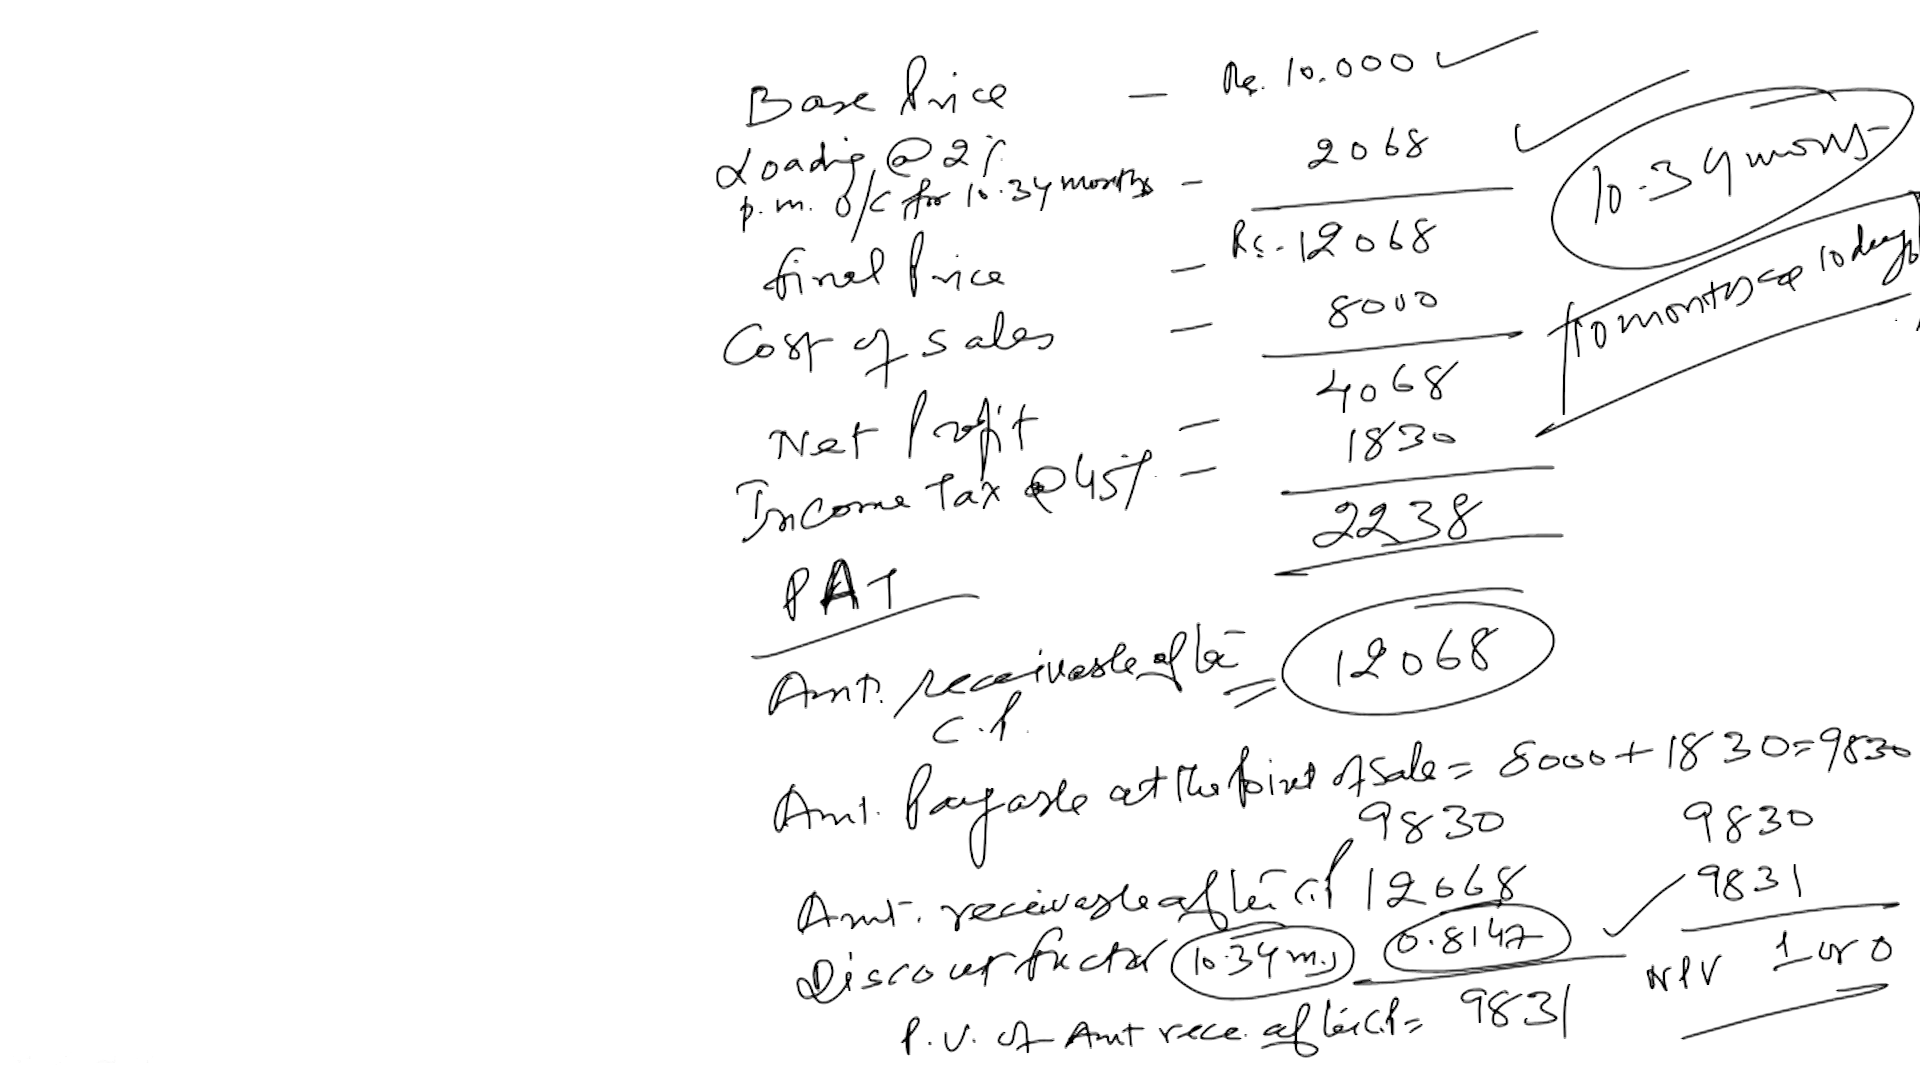 Base Price - Rs. 10.000
Loading @ 2%
p.m. O/C for 10.34 months - 2068
10.34 months
Final Price - Rs. 12068
10 months & 10 days
Cost of Sales - 8000
Net Profit = 4068
Income Tax @ 45% = 1830
2238
PAT
Amt. receivable after = 12068
C.P.
Amt. Payable at the Point of Sale = 8000 + 1830 = 9830
9830 9830
Amt. receivable after C.P 12068 9831
Discount factor 10.34 m.s 0.8147
NPV 1 or 0
P.V. of Amt rece. after C.P. = 9831